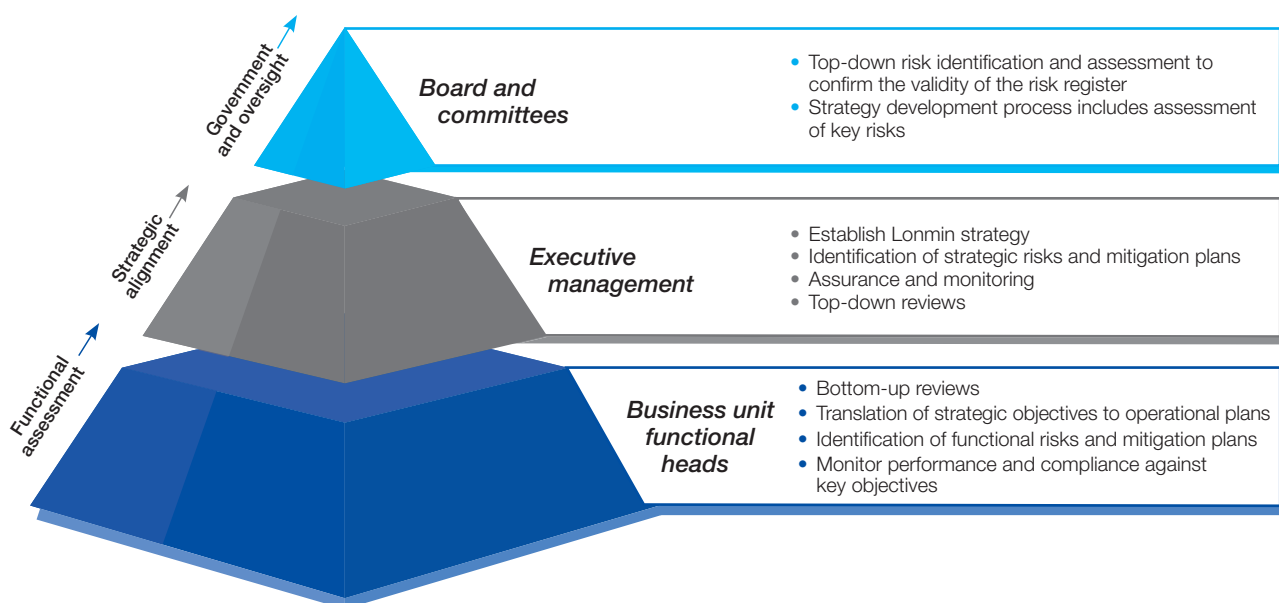 Government
and oversight
Board and
committees
• Top-down risk identification and assessment to
confirm the validity of the risk register
• Strategy development process includes assessment
of key risks
Strategic
alignment
Executive
management
• Establish Lonmin strategy
• Identification of strategic risks and mitigation plans
• Assurance and monitoring
• Top-down reviews
Functional
assessment
Business unit
functional
heads
• Bottom-up reviews
• Translation of strategic objectives to operational plans
• Identification of functional risks and mitigation plans
• Monitor performance and compliance against
key objectives